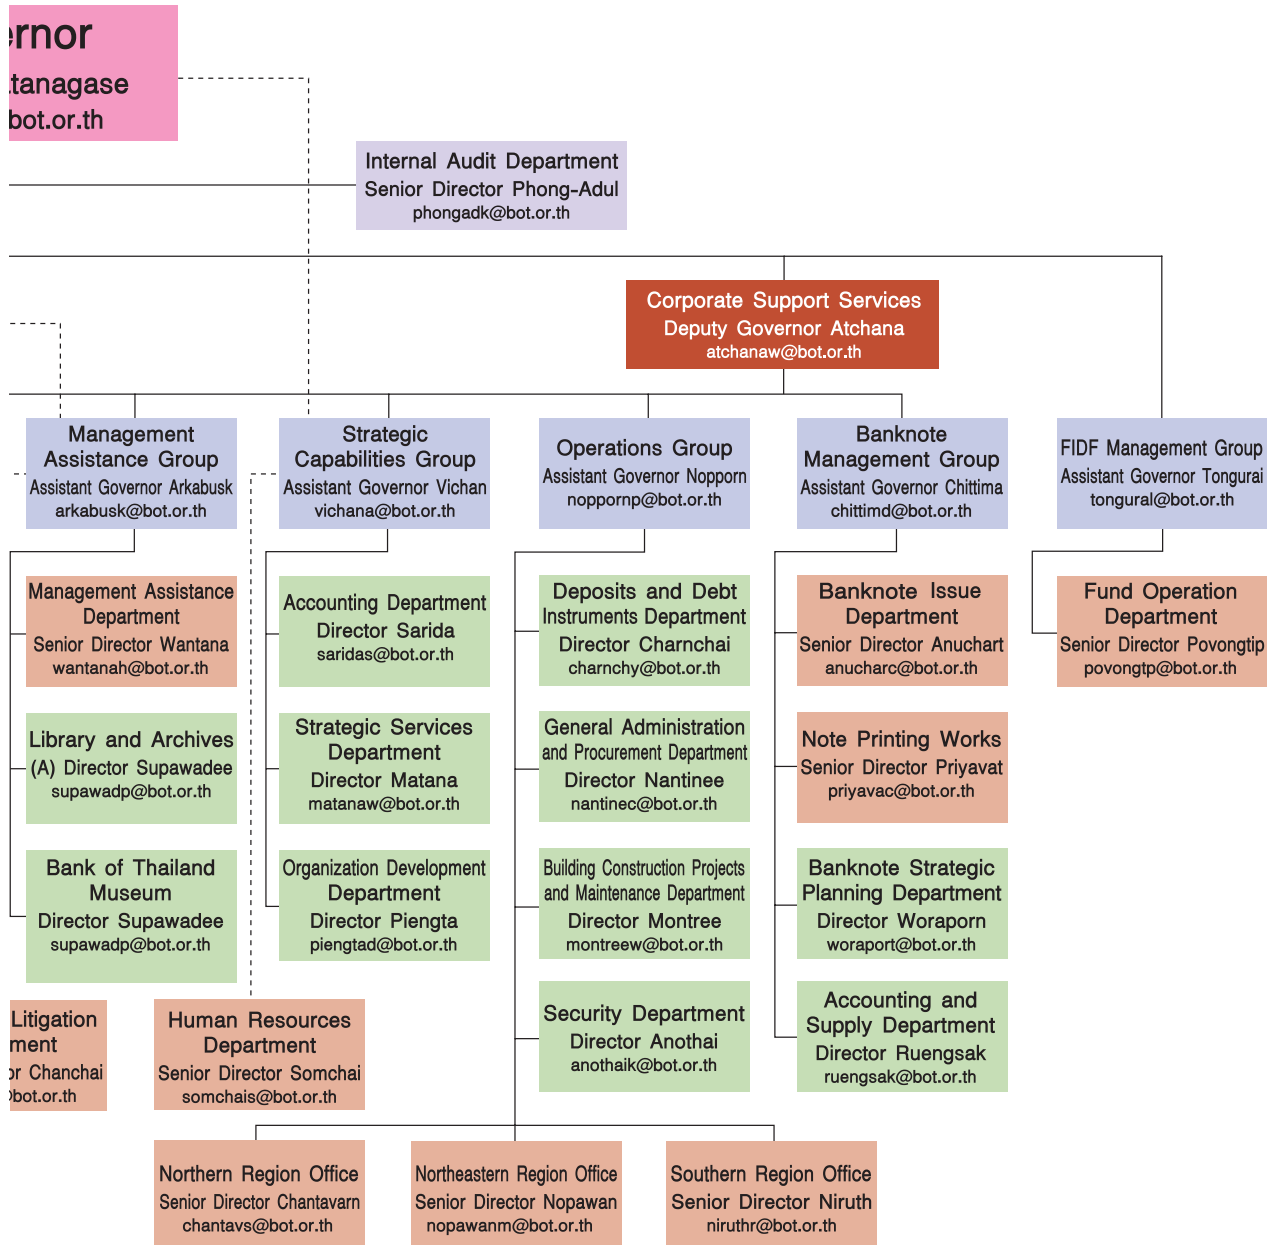 ernor
tanagase
bot.or.th
Internal Audit Department
Senior Director Phong-Adul
phongadk@bot.or.th
Corporate Support Services
Deputy Governor Atchana
atchanaw@bot.or.th
Management
Assistance Group
Assistant Governor Arkabusk
arkabusk@bot.or.th
Strategic
Capabilities Group
Assistant Governor Vichan
vichana@bot.or.th
Operations Group
Assistant Governor Nopporn
noppornp@bot.or.th
Banknote
Management Group
Assistant Governor Chittima
chittimd@bot.or.th
FIDF Management Group
Assistant Governor Tongurai
tongural@bot.or.th
Management Assistance
Department
Senior Director Wantana
wantanah@bot.or.th
Accounting Department
Director Sarida
saridas@bot.or.th
Deposits and Debt
Instruments Department
Director Charnchai
charnchy@bot.or.th
Banknote Issue
Department
Senior Director Anuchart
anucharc@bot.or.th
Fund Operation
Department
Senior Director Povongtip
povongtp@bot.or.th
Library and Archives
(A) Director Supawadee
supawadp@bot.or.th
Strategic Services
Department
Director Matana
matanaw@bot.or.th
General Administration
and Procurement Department
Director Nantinee
nantinec@bot.or.th
Note Printing Works
Senior Director Priyavat
priyavac@bot.or.th
Bank of Thailand
Museum
Director Supawadee
supawadp@bot.or.th
Organization Development
Department
Director Piengta
piengtad@bot.or.th
Building Construction Projects
and Maintenance Department
Director Montree
montreew@bot.or.th
Banknote Strategic
Planning Department
Director Woraporn
woraport@bot.or.th
Litigation
ment
or Chanchai
@bot.or.th
Human Resources
Department
Senior Director Somchai
somchais@bot.or.th
Security Department
Director Anothai
anothaik@bot.or.th
Accounting and
Supply Department
Director Ruengsak
ruengsak@bot.or.th
Northern Region Office
Senior Director Chantavarn
chantavs@bot.or.th
Northeastern Region Office
Senior Director Nopawan
nopawanm@bot.or.th
Southern Region Office
Senior Director Niruth
niruthr@bot.or.th